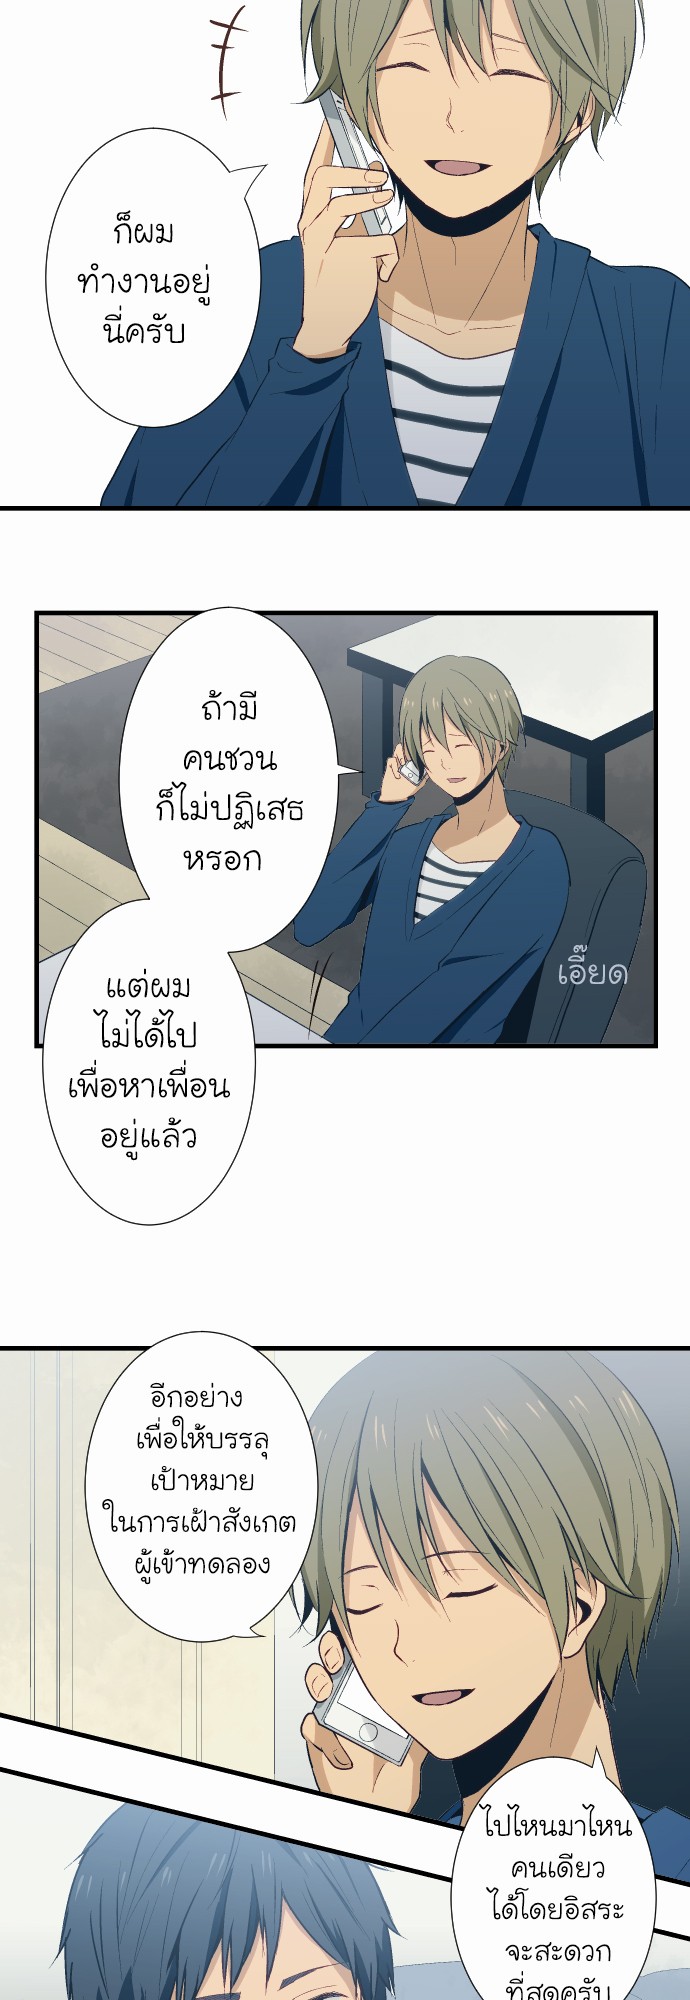 ก็ผม
ทำงานอยู่
นี่ครับ
ถ้ามี
คนชวน
ก็ไม่ปฏิเสธ
หรอก
เอี๊ยด
แต่ผม
ไม่ได้ไป
เพื่อหาเพื่อน
อยู่แล้ว
อีกอย่าง
เพื่อให้บรรลุ
เป้าหมาย
ในการเฝ้าสังเกต
ผู้เข้าทดลอง
ไปไหนมาไหน
คนเดียว
ได้โดยอิสระ
จะสะดวก
ที่สุดครับ